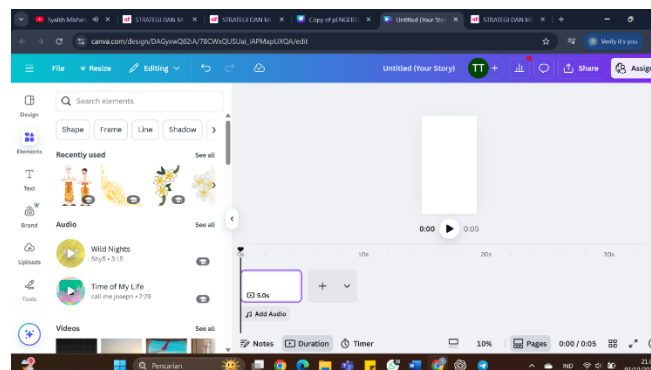 Syaikh Mishary
STRATEGI DAN M
STRATEGI DAN M
Copy of pENGERTI
Untitled (Your Stor
STRATEGI DAN M
canva.com/design/DAGyxwQ82iA/78CWxQUSUai_iAPMapUXQA/edit
Verify it's you
File
Resize
Editing
Untitled (Your Story)
TT
Share
Assign
Design
Search elements
Shape
Frame
Line
Shadow
Elements
Recently used
See all
Text
Brand
Audio
See all
0:00
0:05
Wild Nights
Shy5 • 3:15
Uploads
0s
10s
20s
30s
Time of My Life
call me joseph • 2:20
Tools
5.0s
Add Audio
Videos
See all
Notes
Duration
Timer
10%
Pages
0:00 / 0:05
Pencarian
IND